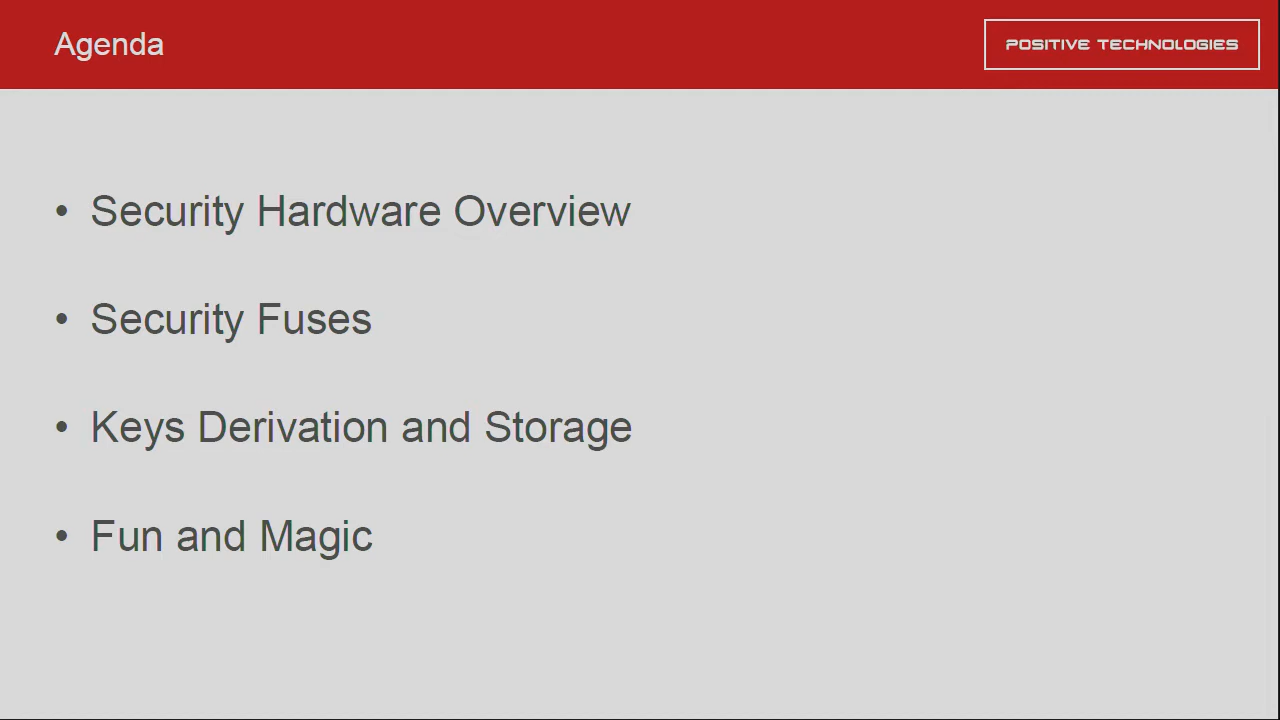 Agenda
POSITIVE TECHNOLOGIES
• Security Hardware Overview
• Security Fuses
• Keys Derivation and Storage
• Fun and Magic